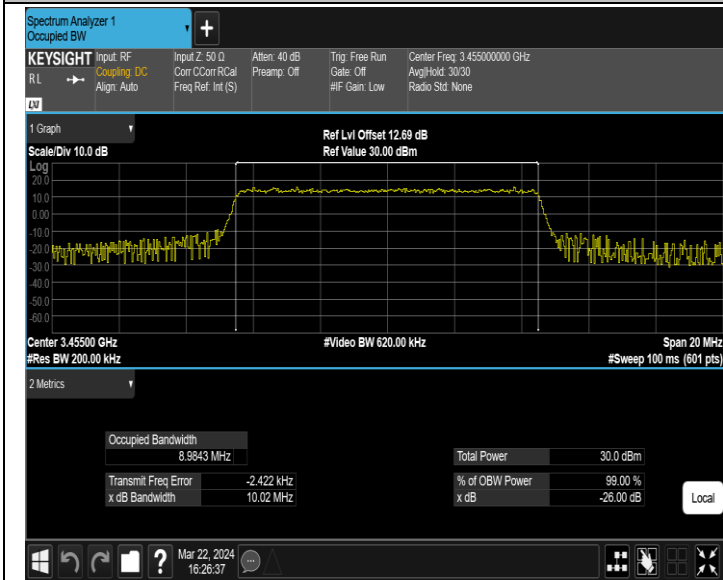 Spectrum Analyzer 1
Occupied BW
+
KEYSIGHT Input: RF Input Z: 50 Ω Atten: 40 dB Trig: Free Run Center Freq: 3.455000000 GHz
RL Coupling: DC Corr CCorr RCal Preamp: Off Gate: Off Avg|Hold: 30/30
Align: Auto Freq Ref: Int (S) #IF Gain: Low Radio Std: None
LXI
1 Graph
Ref Lvl Offset 12.69 dB
Scale/Div 10.0 dB Ref Value 30.00 dBm
Log
20.0
10.0
0.00
-10.0
-20.0
-30.0
-40.0
-50.0
-60.0
Center 3.45500 GHz #Video BW 620.00 kHz Span 20 MHz
#Res BW 200.00 kHz #Sweep 100 ms (601 pts)
2 Metrics
Occupied Bandwidth
8.9843 MHz Total Power 30.0 dBm
Transmit Freq Error -2.422 kHz % of OBW Power 99.00 %
x dB Bandwidth 10.02 MHz x dB -26.00 dB
Local
? Mar 22, 2024
16:26:37